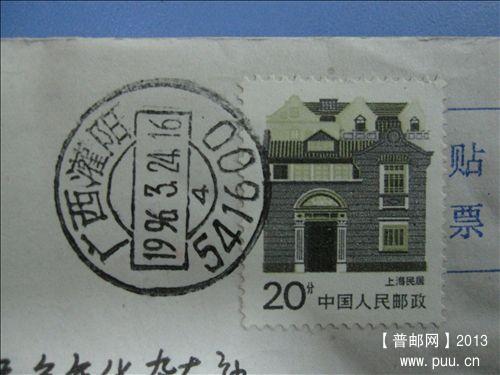 广西灌阳
1996.3.24.16
4
541600
上海民居
20分 中国人民邮政
贴
票
【普邮网】2013
www.puu.cn